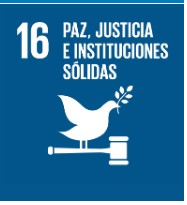 16 PAZ, JUSTICIA
E INSTITUCIONES
SÓLIDAS